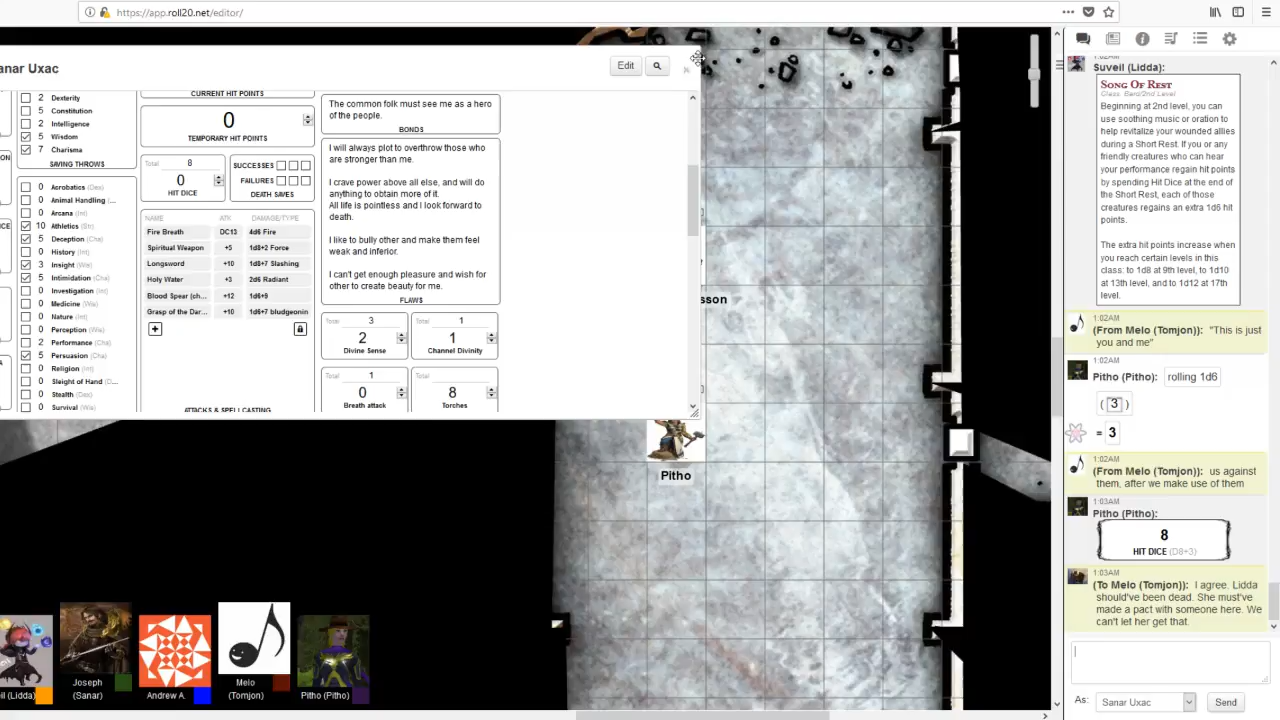 https://app.roll20.net/editor/
anar Uxac
Edit
2 Dexterity
5 Constitution
2 Intelligence
5 Wisdom
7 Charisma
SAVING THROWS
0 Acrobatics (Dex)
0 Animal Handling (...
0 Arcana (Int)
10 Athletics (Str)
5 Deception (Cha)
0 History (Int)
3 Insight (Wis)
5 Intimidation (Cha)
0 Investigation (Int)
0 Medicine (Wis)
0 Nature (Int)
0 Perception (Wis)
2 Performance (Cha)
5 Persuasion (Cha)
0 Religion (Int)
0 Sleight of Hand (D...
0 Stealth (Dex)
0 Survival (Wis)
CURRENT HIT POINTS
0
TEMPORARY HIT POINTS
Total 8
0
HIT DICE
SUCCESSES
FAILURES
DEATH SAVES
NAME ATK DAMAGE/TYPE
Fire Breath DC13 4d6 Fire
Spiritual Weapon +5 1d8+2 Force
Longsword +10 1d8+7 Slashing
Holy Water +3 2d6 Radiant
Blood Spear (ch... +12 1d6+9
Grasp of the Dar... +10 1d6+7 bludgeonin
ATTACKS & SPELLCASTING
The common folk must see me as a hero
of the people.
BONDS
I will always plot to overthrow those who
are stronger than me.
I crave power above all else, and will do
anything to obtain more of it.
All life is pointless and I look forward to
death.
I like to bully other and make them feel
weak and inferior.
I can't get enough pleasure and wish for
other to create beauty for me.
FLAWS
Total 3
2
Divine Sense
Total 1
1
Channel Divinity
Total 1
0
Breath attack
Total
8
Torches
sson
Pitho
eil (Lidda)
Joseph
(Sanar)
Andrew A.
Melo
(Tomjon)
Pitho (Pitho)
1:02AM
Suveil (Lidda):
SONG OF REST
Class: Bard/2nd Level
Beginning at 2nd level, you can
use soothing music or oration to
help revitalize your wounded allies
during a Short Rest. If you or any
friendly creatures who can hear
your performance regain hit points
by spending Hit Dice at the end of
the Short Rest, each of those
creatures regains an extra 1d6 hit
points.
The extra hit points increase when
you reach certain levels in this
class: to 1d8 at 9th level, to 1d10
at 13th level, and to 1d12 at 17th
level.
1:02AM
(From Melo (Tomjon)): "This is just
you and me"
1:02AM
Pitho (Pitho): rolling 1d6
( 3 )
= 3
1:02AM
(From Melo (Tomjon)): us against
them, after we make use of them
1:03AM
Pitho (Pitho):
8
HIT DICE (D8+3)
1:03AM
(To Melo (Tomjon)): I agree. Lidda
should've been dead. She must've
made a pact with someone here. We
can't let her get that.
As: Sanar Uxac
Send